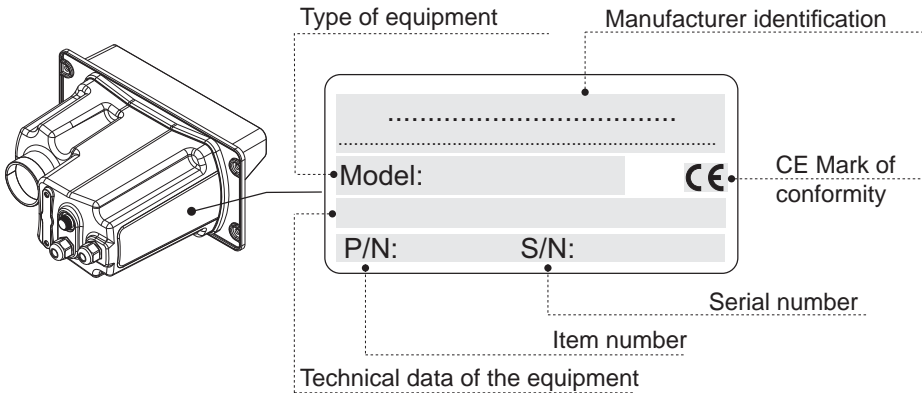 Type of equipment
Manufacturer identification
....................................
................................................................................................
Model:
CE
CE Mark of
conformity
P/N: S/N:
Serial number
Item number
Technical data of the equipment